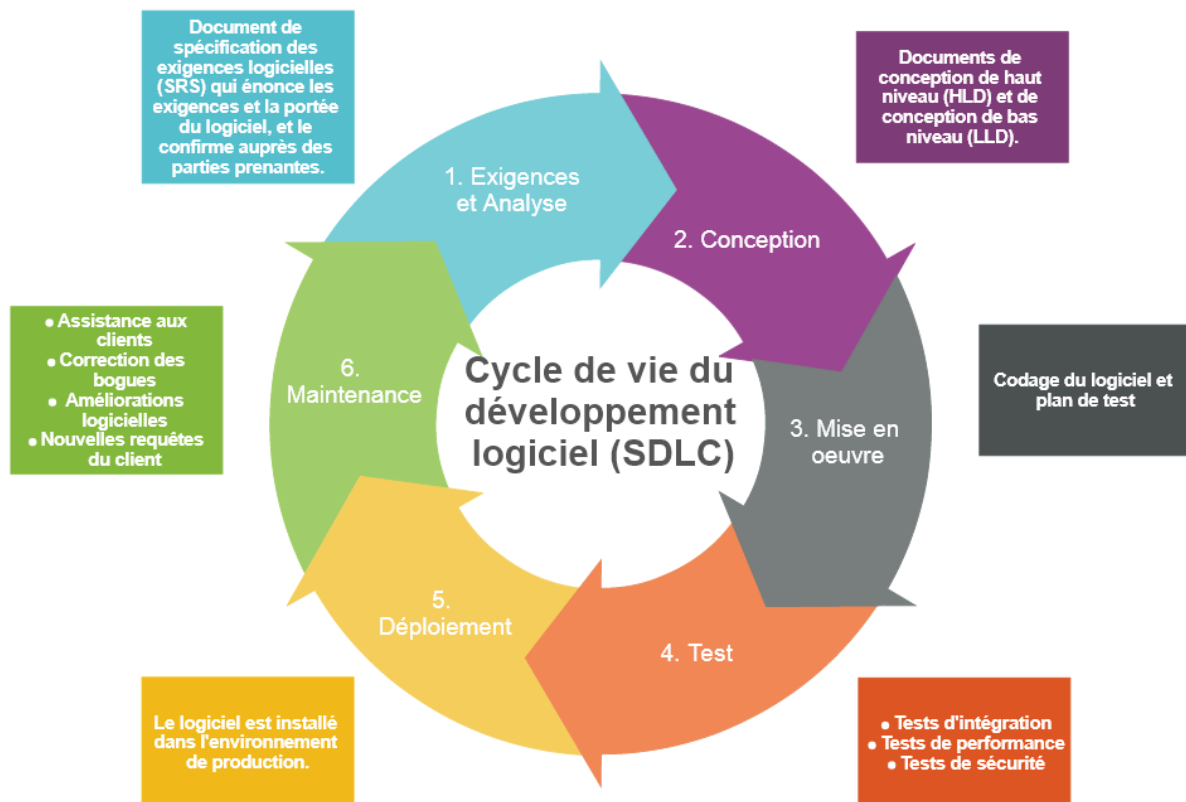 Document de
spécification des
exigences logicielles
(SRS) qui énonce les
exigences et la portée
du logiciel, et le
confirme auprès des
parties prenantes.
Documents de
conception de haut
niveau (HLD) et de
conception de bas
niveau (LLD).
1. Exigences
et Analyse
2. Conception
● Assistance aux
clients
● Correction des
bogues
● Améliorations
logicielles
● Nouvelles requêtes
du client
6.
Maintenance
Cycle de vie du
développement
logiciel (SDLC)
3. Mise en
oeuvre
Codage du logiciel et
plan de test
5.
Déploiement
4. Test
Le logiciel est installé
dans l'environnement
de production.
● Tests d'intégration
● Tests de performance
● Tests de sécurité